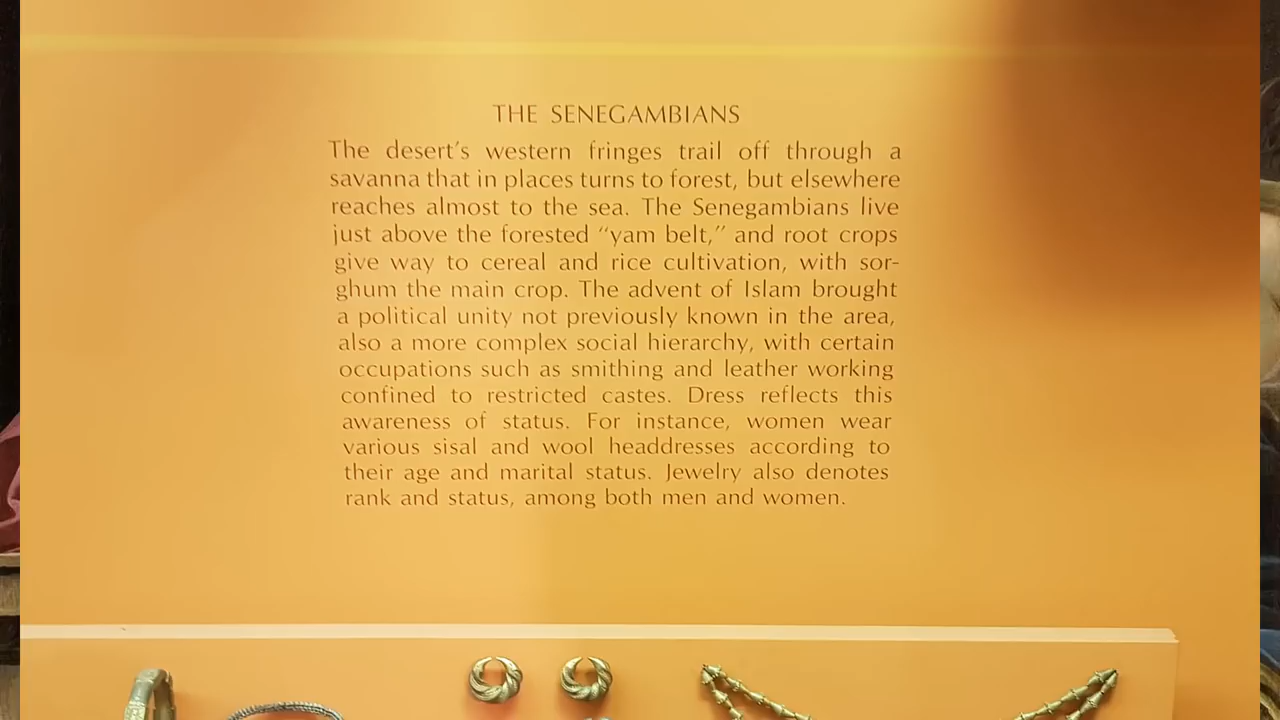 THE SENEGAMBIANS
The desert's western fringes trail off through a
savanna that in places turns to forest, but elsewhere
reaches almost to the sea. The Senegambians live
just above the forested “yam belt,” and root crops
give way to cereal and rice cultivation, with sor-
ghum the main crop. The advent of Islam brought
a political unity not previously known in the area,
also a more complex social hierarchy, with certain
occupations such as smithing and leather working
confined to restricted castes. Dress reflects this
awareness of status. For instance, women wear
various sisal and wool headdresses according to
their age and marital status. Jewelry also denotes
rank and status, among both men and women.